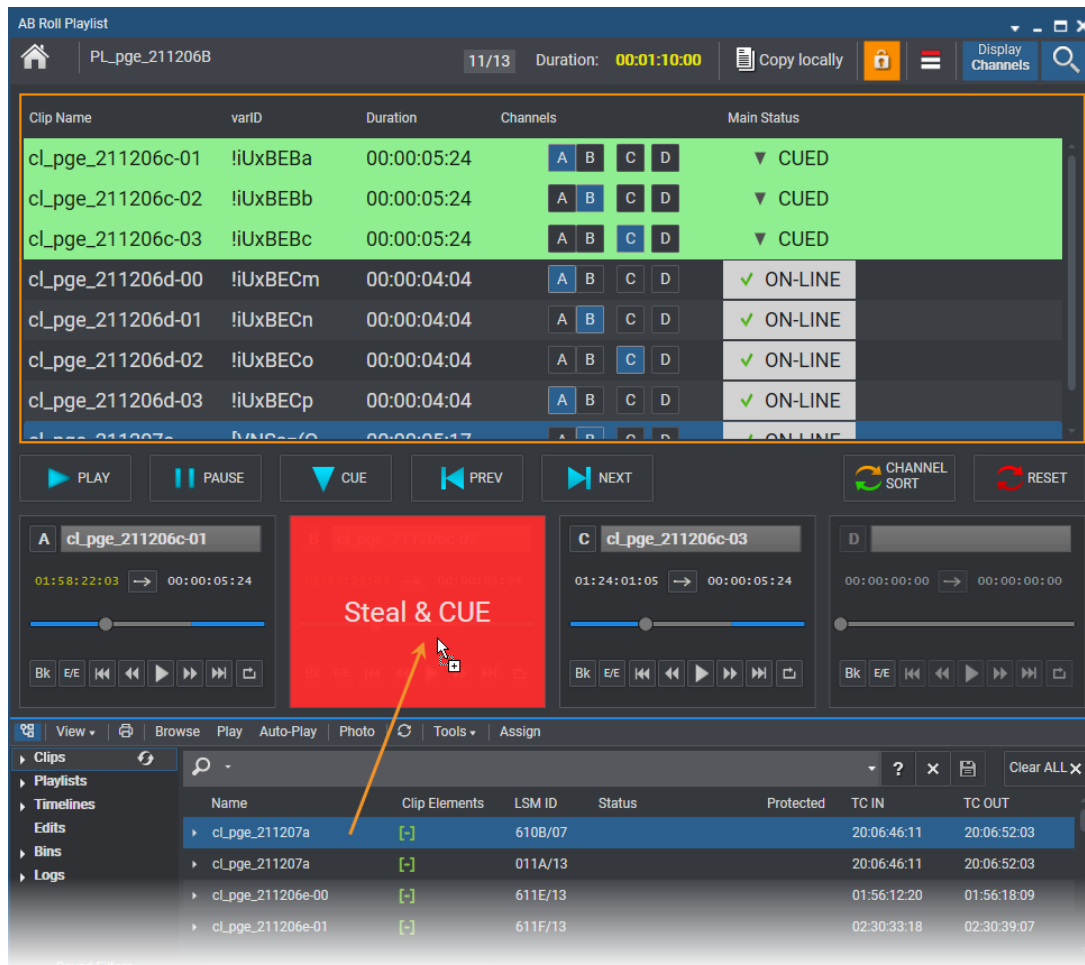 AB Roll Playlist
PL_pge_211206B 11/13 Duration: 00:01:10:00 Copy locally Display Channels
Clip Name varID Duration Channels Main Status
cl_pge_211206c-01 !iUxBEBa 00:00:05:24 A B C D CUED
cl_pge_211206c-02 !iUxBEBb 00:00:05:24 A B C D CUED
cl_pge_211206c-03 !iUxBEBc 00:00:05:24 A B C D CUED
cl_pge_211206d-00 !iUxBECm 00:00:04:04 A B C D ON-LINE
cl_pge_211206d-01 !iUxBECn 00:00:04:04 A B C D ON-LINE
cl_pge_211206d-02 !iUxBECo 00:00:04:04 A B C D ON-LINE
cl_pge_211206d-03 !iUxBECp 00:00:04:04 A B C D ON-LINE
PLAY PAUSE CUE PREV NEXT CHANNEL SORT RESET
A cl_pge_211206c-01 C cl_pge_211206c-03 D
01:58:22:03 00:00:05:24 01:24:01:05 00:00:05:24 00:00:00:00 00:00:00:00
Steal & CUE
Bk E/E Bk E/E Bk E/E
View Browse Play Auto-Play Photo Tools Assign
Clips ? Clear ALL
Playlists
Timelines Name Clip Elements LSM ID Status Protected TC IN TC OUT
Edits cl_pge_211207a [-] 610B/07 20:06:46:11 20:06:52:03
Bins cl_pge_211207a [-] 011A/13 20:06:46:11 20:06:52:03
Logs
cl_pge_211206e-00 [-] 611E/13 01:56:12:20 01:56:18:09
cl_pge_211206e-01 [-] 611F/13 02:30:33:18 02:30:39:07